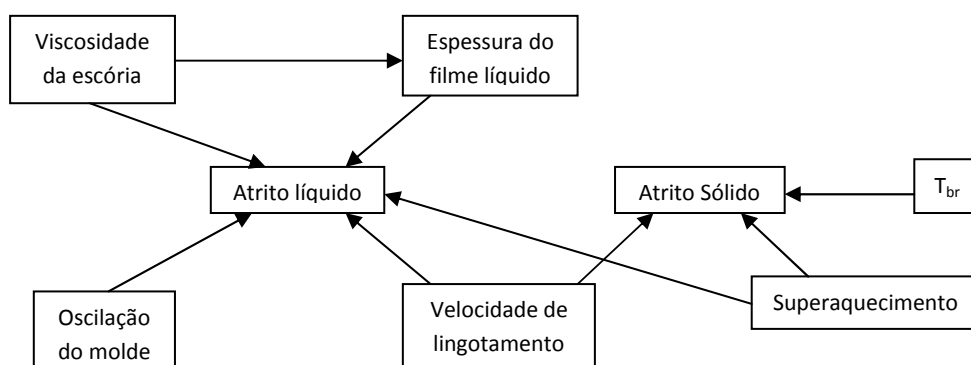 Viscosidade
da escória
Espessura do
filme líquido
Atrito líquido
Atrito Sólido
Tbr
Oscilação
do molde
Velocidade de
lingotamento
Superaquecimento